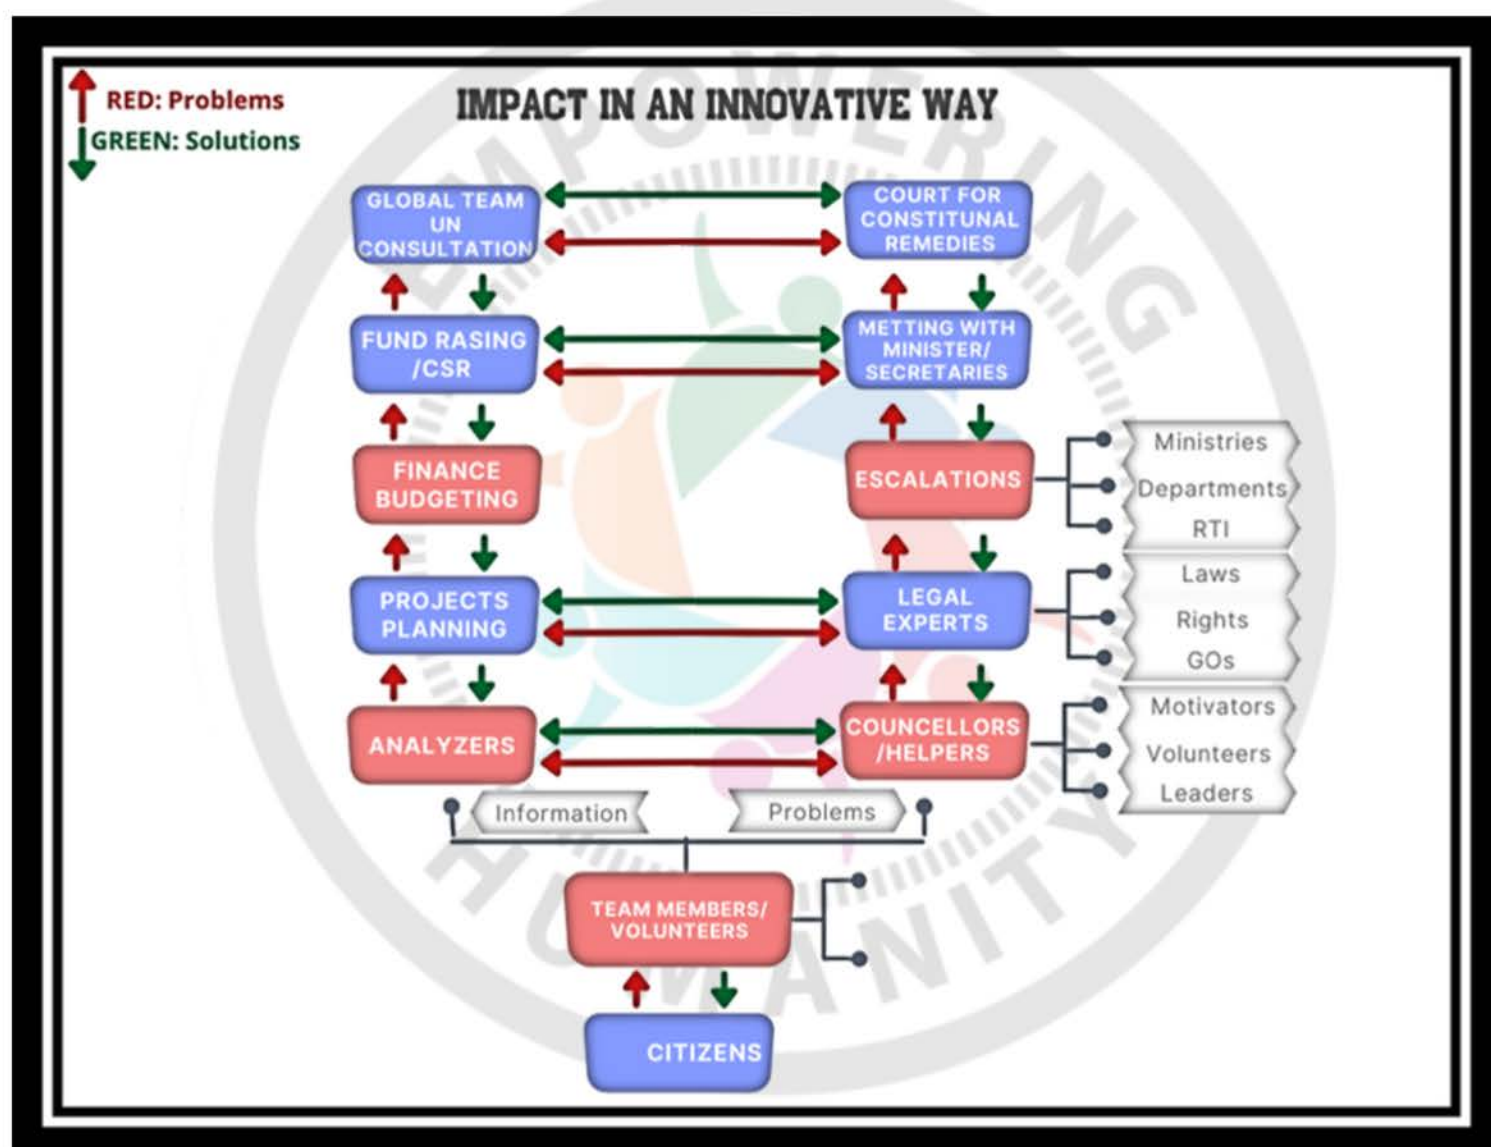 RED: Problems
GREEN: Solutions
IMPACT IN AN INNOVATIVE WAY
EMPOWERING
HUMANITY
GLOBAL TEAM
UN
CONSULTATION
COURT FOR
CONSTITUNAL
REMEDIES
FUND RASING
/CSR
METTING WITH
MINISTER/
SECRETARIES
FINANCE
BUDGETING
ESCALATIONS
Ministries
Departments
RTI
PROJECTS
PLANNING
LEGAL
EXPERTS
Laws
Rights
GOs
ANALYZERS
COUNCELLORS
/HELPERS
Motivators
Volunteers
Leaders
Information
Problems
TEAM MEMBERS/
VOLUNTEERS
CITIZENS